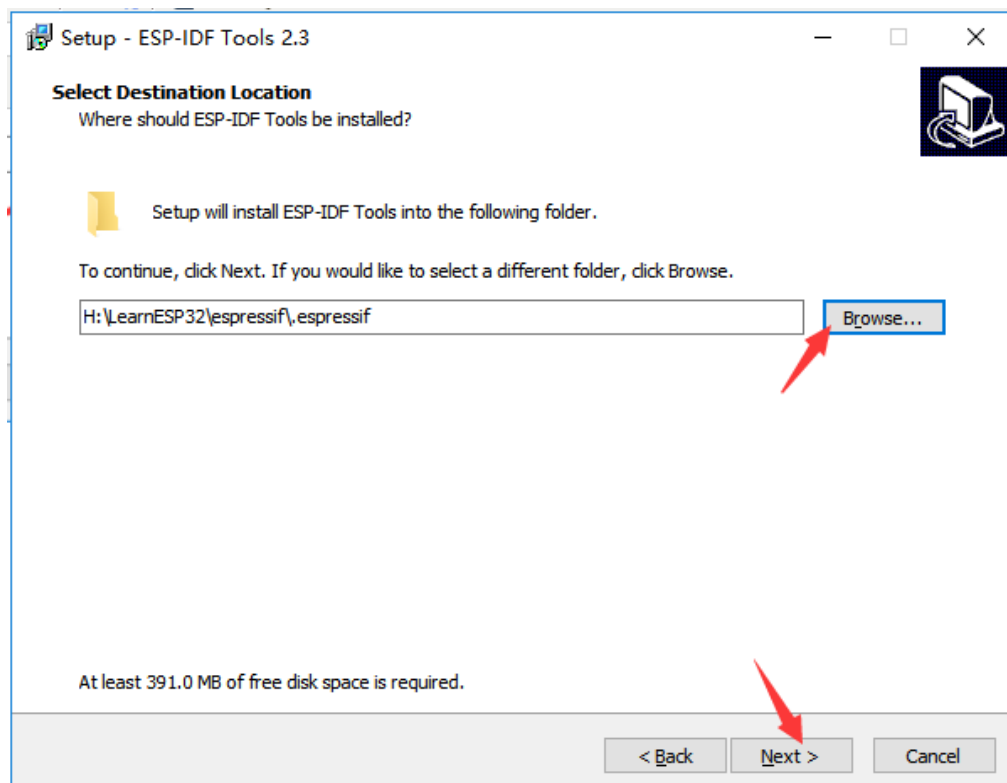 Setup - ESP-IDF Tools 2.3
Select Destination Location
Where should ESP-IDF Tools be installed?
Setup will install ESP-IDF Tools into the following folder.
To continue, click Next. If you would like to select a different folder, click Browse.
H:\LearnESP32\espressif\.espressif
Browse...
At least 391.0 MB of free disk space is required.
< Back
Next >
Cancel